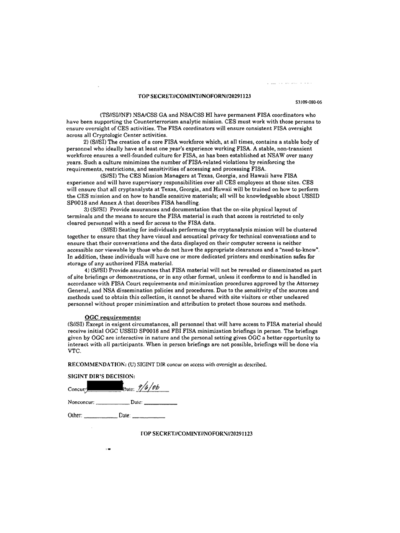 TOP SECRET//COMINT//NOFORN//20291123
S3109-080-06
(TS//SI//NF) NSA/CSS GA and NSA/CSS HI have permanent FISA coordinators who
have been supporting the Counterterrorism analytic mission. CES must work with those persons to
ensure oversight of CES activities. The FISA coordinators will ensure consistent FISA oversight
across all Cryptologic Center activities.
2) (S//SI) The creation of a core FISA workforce which, at all times, contains a stable body of
personnel who ideally have at least one year's experience working FISA. A stable, non-transient
workforce ensures a well-founded culture for FISA, as has been established at NSAW over many
years. Such a culture minimizes the number of FISA-related violations by reinforcing the
requirements, restrictions, and sensitivities of accessing and processing FISA.
(S//SI) The CES Mission Managers at Texas, Georgia, and Hawaii have FISA
experience and will have supervisory responsibilities over all CES employees at those sites. CES
will ensure that all cryptanalysts at Texas, Georgia, and Hawaii will be trained on how to perform
the CES mission and on how to handle sensitive materials; all will be knowledgeable about USSID
SP0018 and Annex A that describes FISA handling.
3) (S//SI) Provide assurances and documentation that the on-site physical layout of
terminals and the means to secure the FISA material is such that access is restricted to only
cleared personnel with a need for access to the FISA data.
(S//SI) Seating for individuals performing the cryptanalysis mission will be clustered
together to ensure that they have visual and acoustical privacy for technical conversations and to
ensure that their conversations and the data displayed on their computer screens is neither
accessible nor viewable by those who do not have the appropriate clearances and a "need-to-know".
In addition, these individuals will have one or more dedicated printers and combination safes for
storage of any authorized FISA material.
4) (S//SI) Provide assurances that FISA material will not be revealed or disseminated as part
of site briefings or demonstrations, or in any other format, unless it conforms to and is handled in
accordance with FISA Court requirements and minimization procedures approved by the Attorney
General, and NSA dissemination policies and procedures. Due to the sensitivity of the sources and
methods used to obtain this collection, it cannot be shared with site visitors or other uncleared
personnel without proper minimization and attribution to protect those sources and methods.
OGC requirements:
(S//SI) Except in exigent circumstances, all personnel that will have access to FISA material should
receive initial OGC USSID SP0018 and FBI FISA minimization briefings in person. The briefings
given by OGC are interactive in nature and the personal setting gives OGC a better opportunity to
interact with all participants. When in person briefings are not possible, briefings will be done via
VTC.
RECOMMENDATION: (U) SIGINT DIR concur on access with oversight as described.
SIGINT DIR'S DECISION:
Concur: Date: 9/6/06
Nonconcur: ____________ Date: ____________
Other: ____________ Date: ____________
TOP SECRET//COMINT//NOFORN//20291123